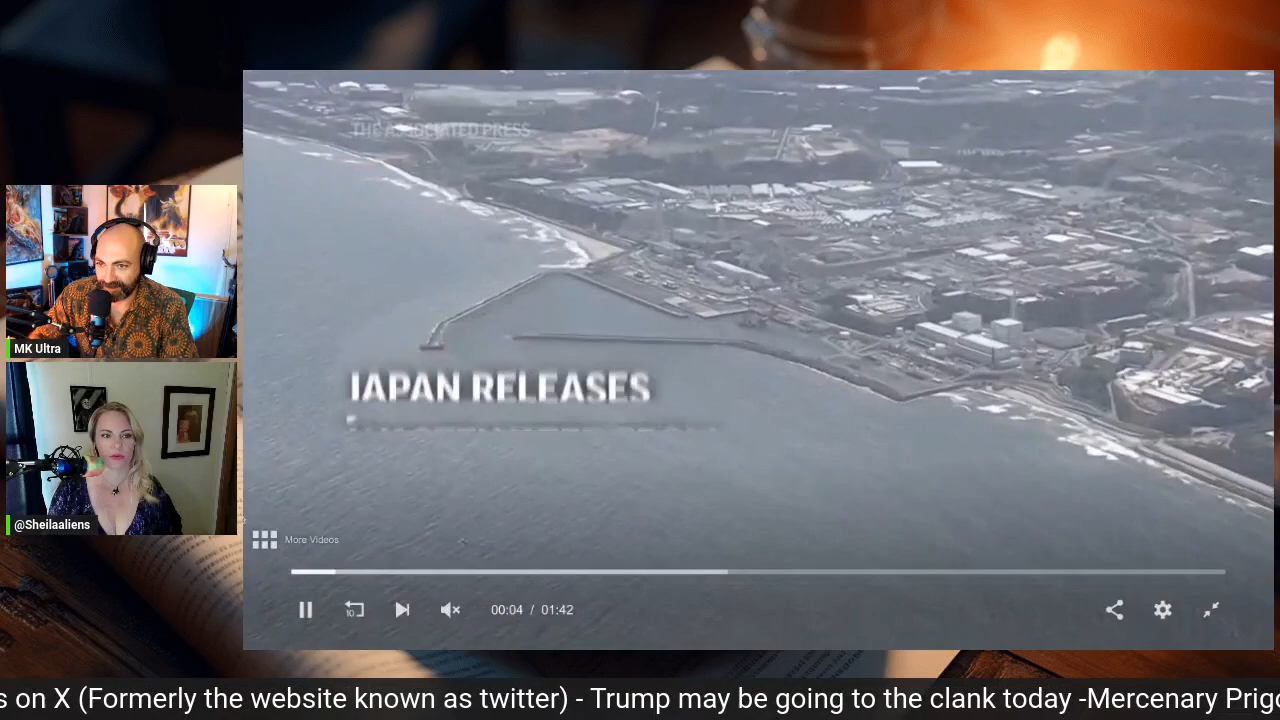 THE ASSOCIATED PRESS
JAPAN RELEASES
MK Ultra
@Sheilaaliens
More Videos
10
00:04 / 01:42
s on X (Formerly the website known as twitter) - Trump may be going to the clank today -Mercenary Prigo